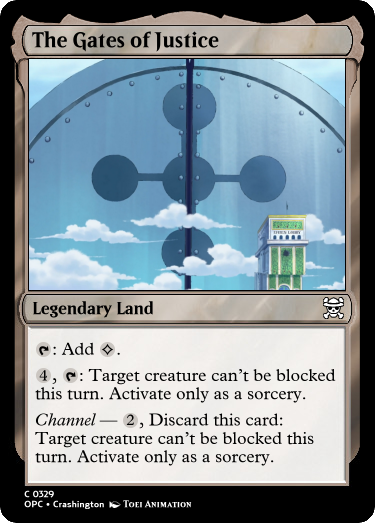 The Gates of Justice
ENIES LOBBY
Legendary Land
: Add .
4, : Target creature can't be blocked
this turn. Activate only as a sorcery.
Channel — 2, Discard this card:
Target creature can't be blocked this
turn. Activate only as a sorcery.
C 0329
OPC • Crashington TOEI ANIMATION